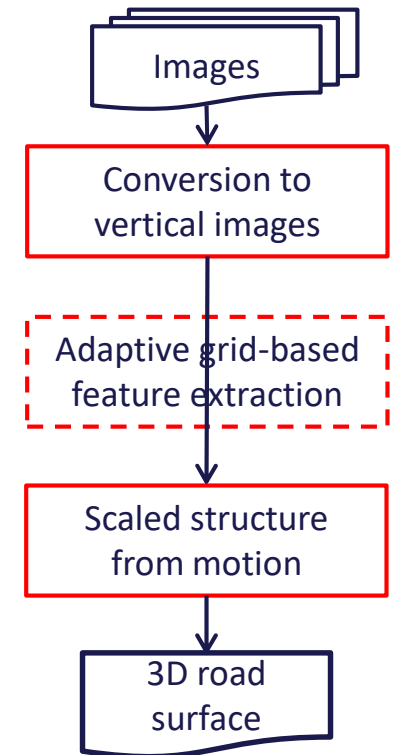 Images
Conversion to
vertical images
Adaptive grid-based
feature extraction
Scaled structure
from motion
3D road
surface